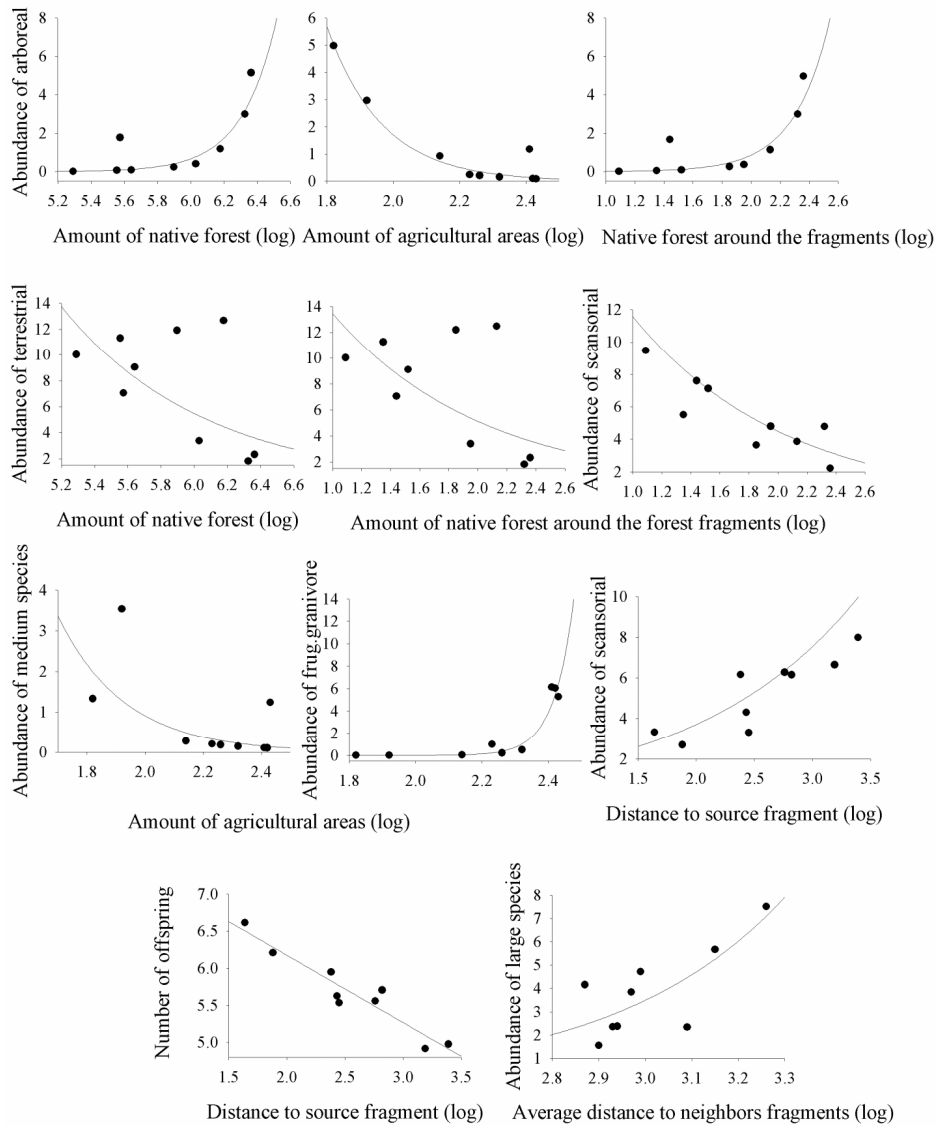 Abundance of arboreal
8
6
4
2
0
5.2 5.4 5.6 5.8 6.0 6.2 6.4 6.6
Amount of native forest (log)
6
5
4
3
2
1
0
1.8 2.0 2.2 2.4
Amount of agricultural areas (log)
8
6
4
2
0
1.0 1.2 1.4 1.6 1.8 2.0 2.2 2.4 2.6
Native forest around the fragments (log)
Abundance of terrestrial
14
12
10
8
6
4
2
5.2 5.4 5.6 5.8 6.0 6.2 6.4 6.6
Amount of native forest (log)
14
12
10
8
6
4
2
1.0 1.2 1.4 1.6 1.8 2.0 2.2 2.4 2.6
Abundance of scansorial
12
10
8
6
4
2
1.0 1.2 1.4 1.6 1.8 2.0 2.2 2.4 2.6
Amount of native forest around the forest fragments (log)
Abundance of medium species
4
3
2
1
0
1.8 2.0 2.2 2.4
Abundance of frug.granivore
14
12
10
8
6
4
2
0
1.8 2.0 2.2 2.4
Amount of agricultural areas (log)
Abundance of scansorial
10
8
6
4
2
1.5 2.0 2.5 3.0 3.5
Distance to source fragment (log)
Number of offspring
7.0
6.5
6.0
5.5
5.0
1.5 2.0 2.5 3.0 3.5
Distance to source fragment (log)
Abundance of large species
8
7
6
5
4
3
2
1
2.8 2.9 3.0 3.1 3.2 3.3
Average distance to neighbors fragments (log)